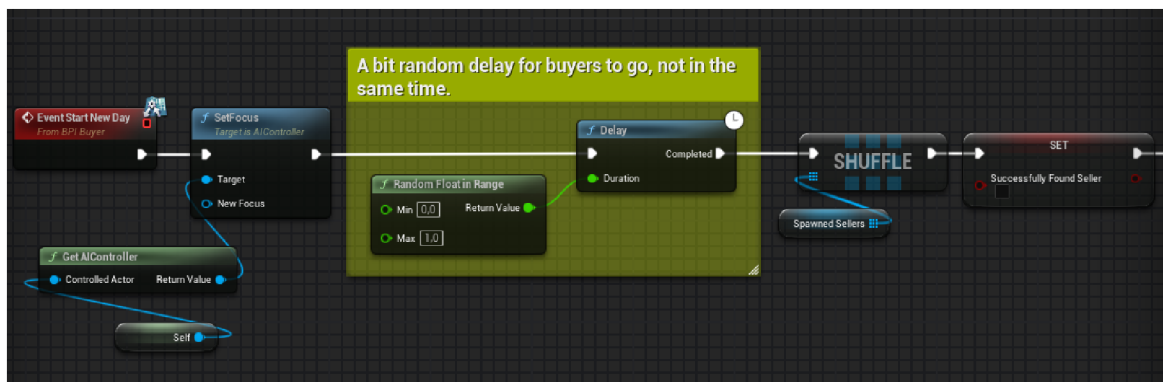 A bit random delay for buyers to go, not in the
same time.
Event Start New Day
From BPI Buyer
SetFocus
Target is AIController
Target
New Focus
Delay
Completed
Duration
Random Float in Range
Min 0,0
Return Value
Max 1,0
SHUFFLE
Spawned Sellers
SET
Successfully Found Seller
Get AIController
Controlled Actor
Return Value
Self